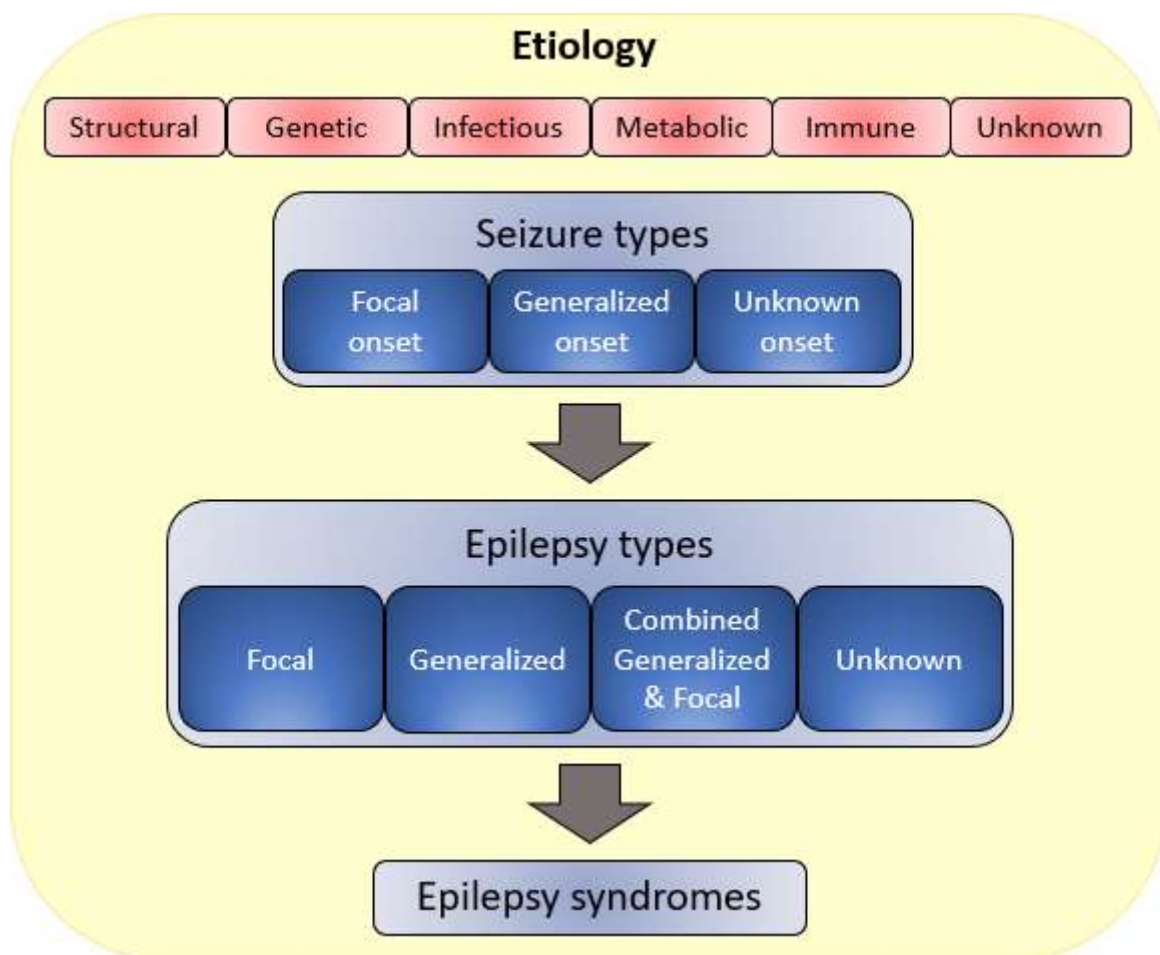 Etiology
Structural Genetic Infectious Metabolic Immune Unknown
Seizure types
Focal onset
Generalized onset
Unknown onset
Epilepsy types
Focal
Generalized
Combined
Generalized
& Focal
Unknown
Epilepsy syndromes